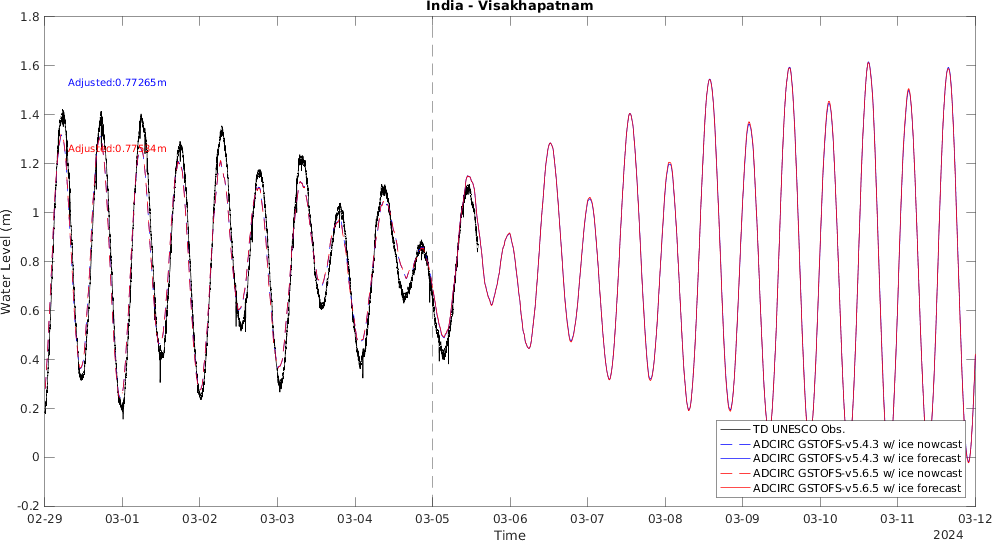 India - Visakhapatnam
1.8
1.6
1.4
1.2
1
0.8
0.6
0.4
0.2
0
-0.2
Water Level (m)
Adjusted:0.77265m
TD UNESCO Obs.
ADCIRC GSTOFS-v5.4.3 w/ ice nowcast
ADCIRC GSTOFS-v5.4.3 w/ ice forecast
ADCIRC GSTOFS-v5.6.5 w/ ice nowcast
ADCIRC GSTOFS-v5.6.5 w/ ice forecast
02-29 03-01 03-02 03-03 03-04 03-05 03-06 03-07 03-08 03-09 03-10 03-11 03-12
Time
2024